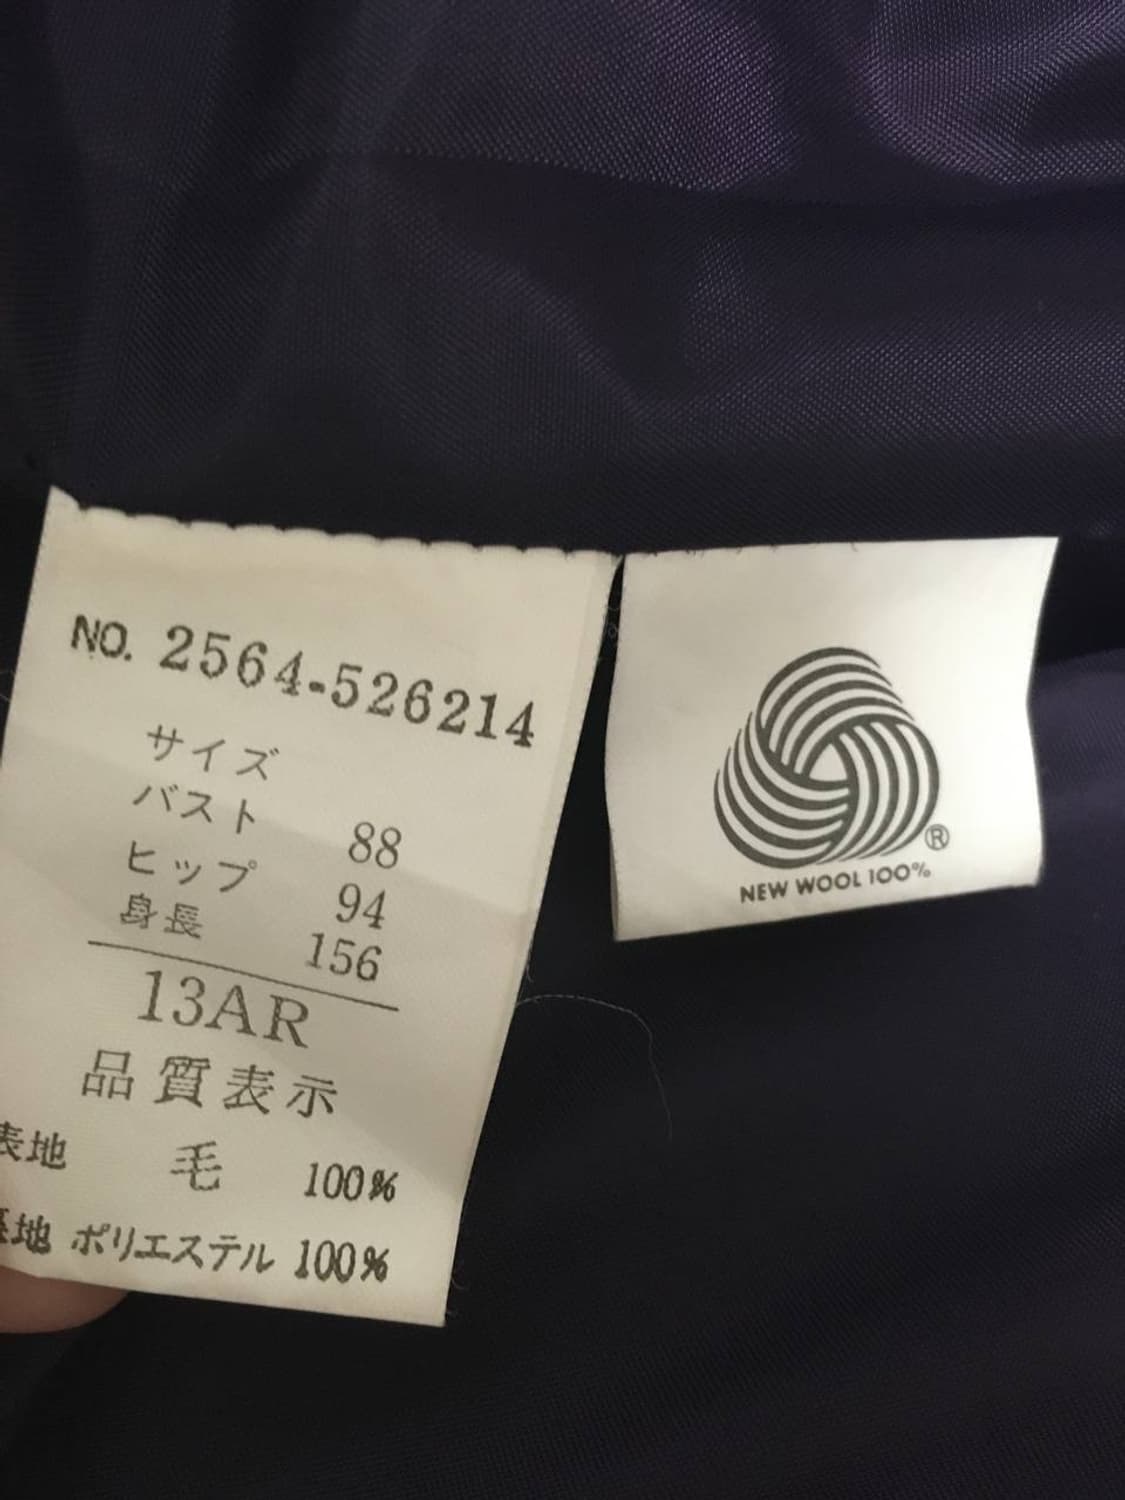 NO. 2564-526214
サイズ
バスト 88
ヒップ 94
身長 156
13AR
品質表示
表地 毛 100%
裏地 ポリエステル 100%
®
NEW WOOL 100%